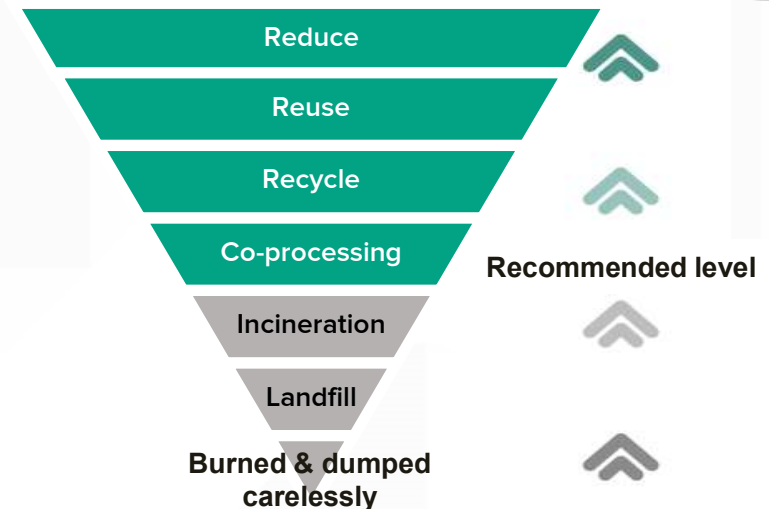 Reduce
Reuse
Recycle
Co-processing
Recommended level
Incineration
Landfill
Burned & dumped
carelessly